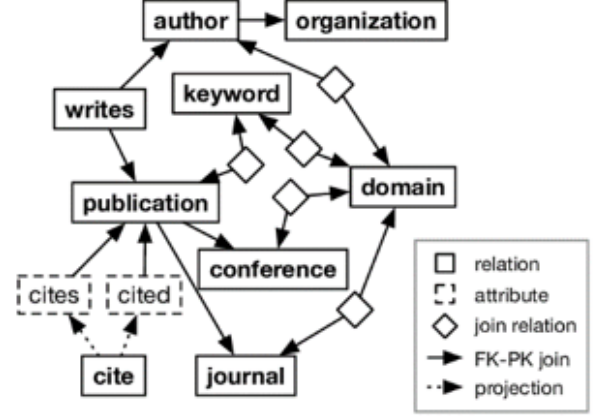 author
organization
keyword
writes
domain
publication
conference
cites
cited
cite
journal
relation
attribute
join relation
FK-PK join
projection